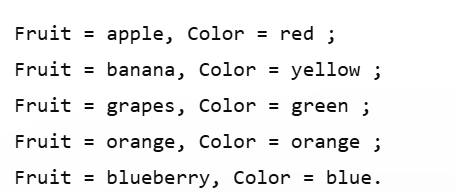 Fruit = apple, Color = red ;
Fruit = banana, Color = yellow ;
Fruit = grapes, Color = green ;
Fruit = orange, Color = orange ;
Fruit = blueberry, Color = blue.